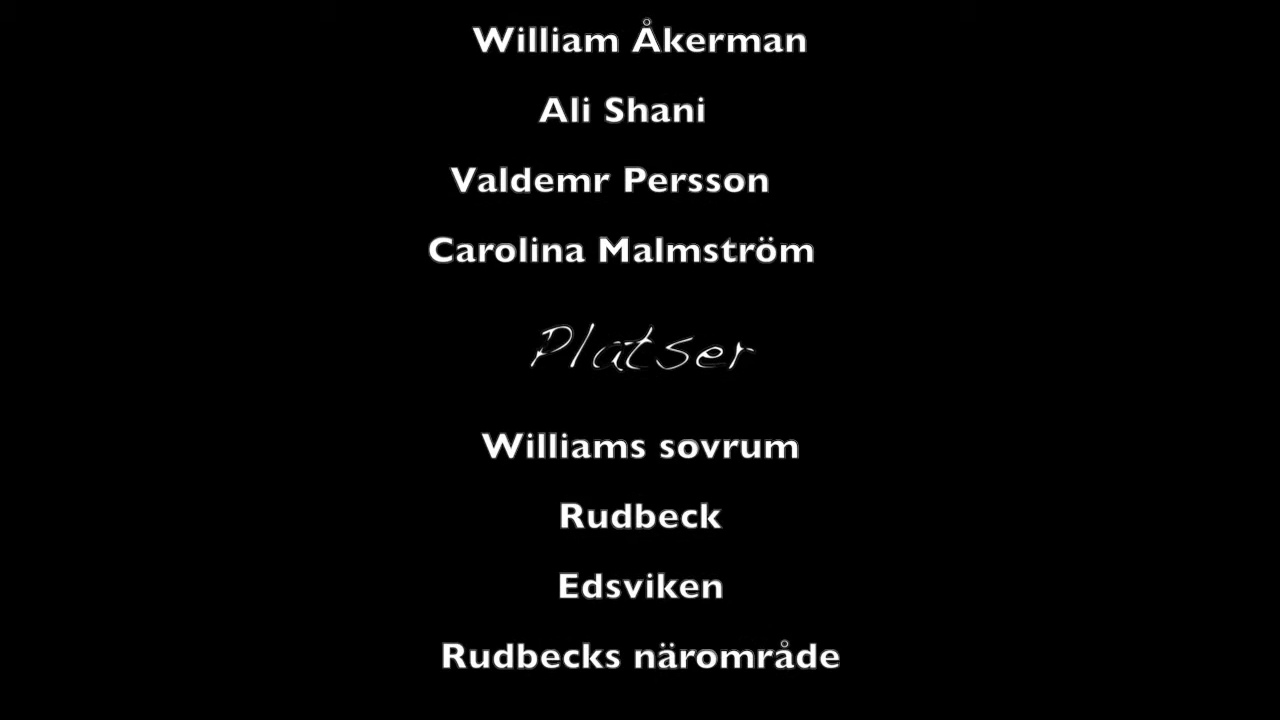 William Åkerman
Ali Shani
Valdemr Persson
Carolina Malmström
Platser
Williams sovrum
Rudbeck
Edsviken
Rudbecks närområde